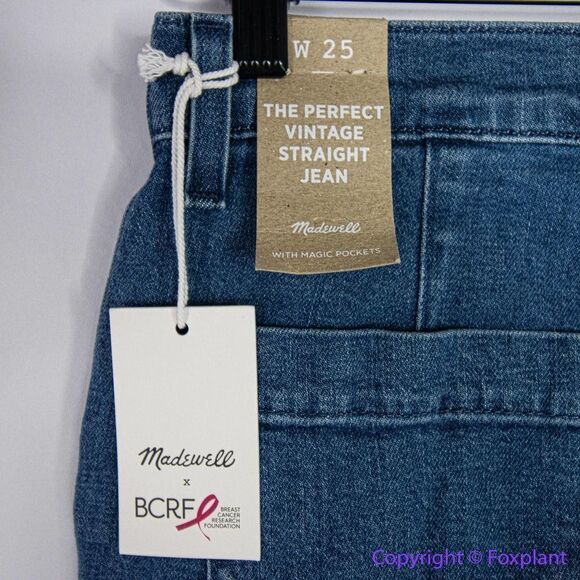 W 25
THE PERFECT
VINTAGE
STRAIGHT
JEAN
Madewell
WITH MAGIC POCKETS
Madewell
x
BCRF
BREAST
CANCER
RESEARCH
FOUNDATION
Copyright © Foxplant